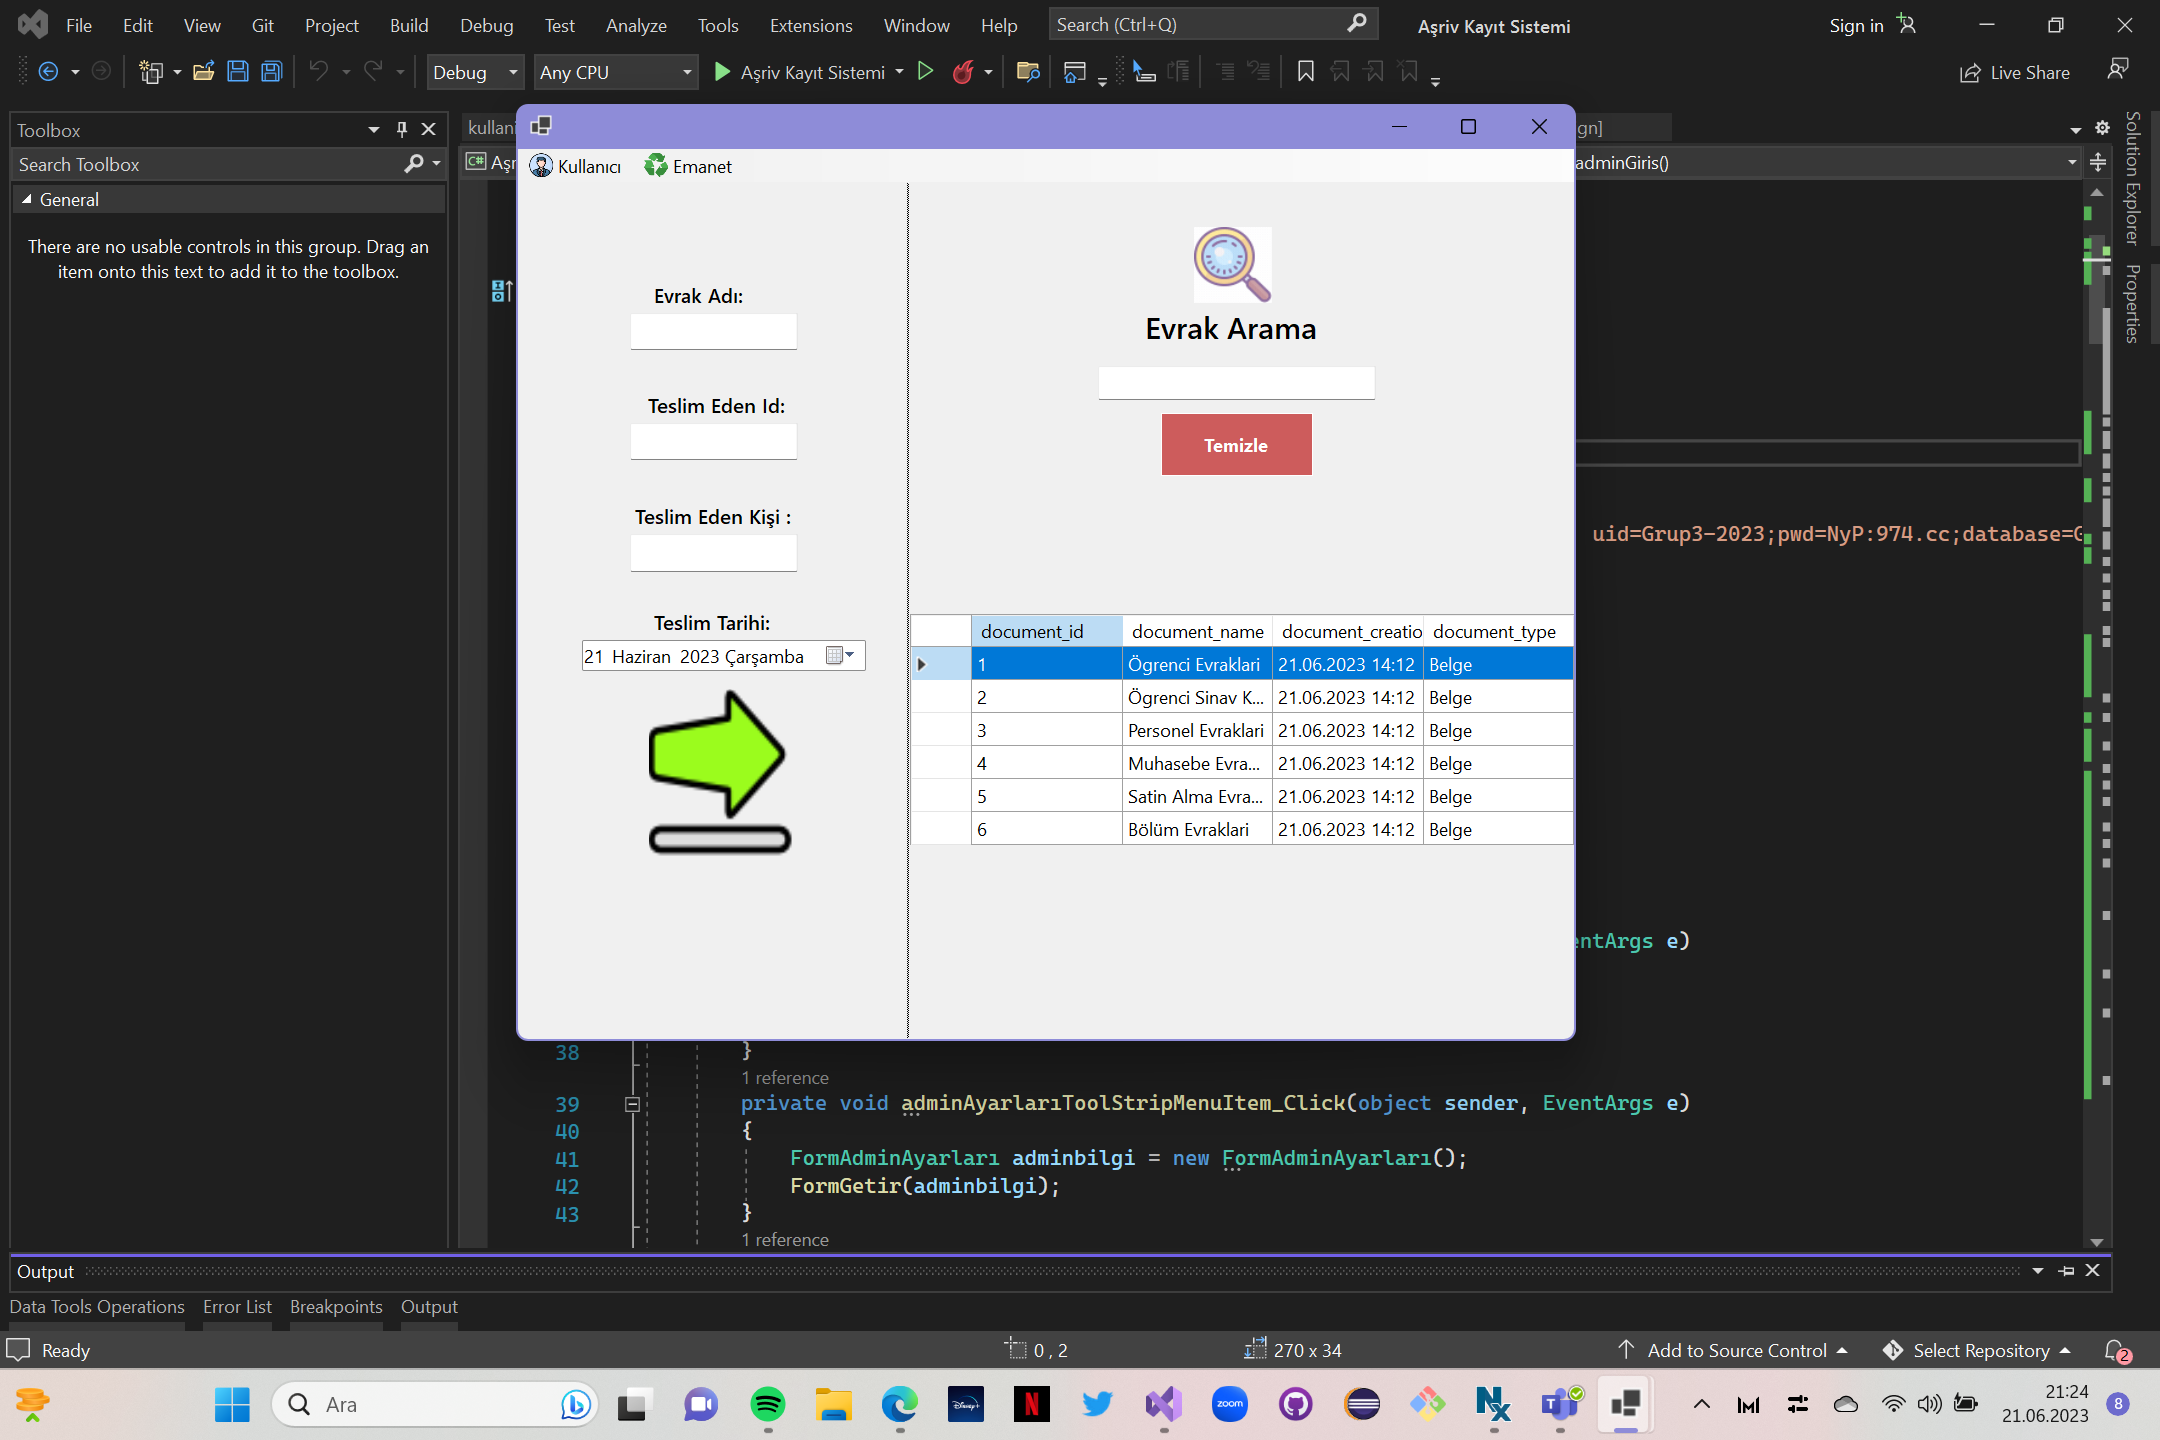 File Edit View Git Project Build Debug Test Analyze Tools Extensions Window Help Search (Ctrl+Q) Aşriv Kayıt Sistemi Sign in
Debug Any CPU Aşriv Kayıt Sistemi Live Share
Toolbox
Search Toolbox
General
There are no usable controls in this group. Drag an
item onto this text to add it to the toolbox.
kullani
gn]
C# Aşr
adminGiris()
Solution Explorer
Properties
Kullanıcı Emanet
Evrak Adı:
Teslim Eden Id:
Teslim Eden Kişi :
Teslim Tarihi:
21 Haziran 2023 Çarşamba
Evrak Arama
Temizle
document_id document_name document_creatio document_type
1 Ögrenci Evraklari 21.06.2023 14:12 Belge
2 Ögrenci Sinav K... 21.06.2023 14:12 Belge
3 Personel Evraklari 21.06.2023 14:12 Belge
4 Muhasebe Evra... 21.06.2023 14:12 Belge
5 Satin Alma Evra... 21.06.2023 14:12 Belge
6 Bölüm Evraklari 21.06.2023 14:12 Belge
uid=Grup3-2023;pwd=NyP:974.cc;database=G
entArgs e)
38 }
1 reference
39 private void adminAyarlarıToolStripMenuItem_Click(object sender, EventArgs e)
40 {
41 FormAdminAyarları adminbilgi = new FormAdminAyarları();
42 FormGetir(adminbilgi);
43 }
1 reference
Output
Data Tools Operations Error List Breakpoints Output
Ready 0 , 2 270 x 34 Add to Source Control Select Repository 2
Ara Disney+ N zoom 21:24
21.06.2023 8